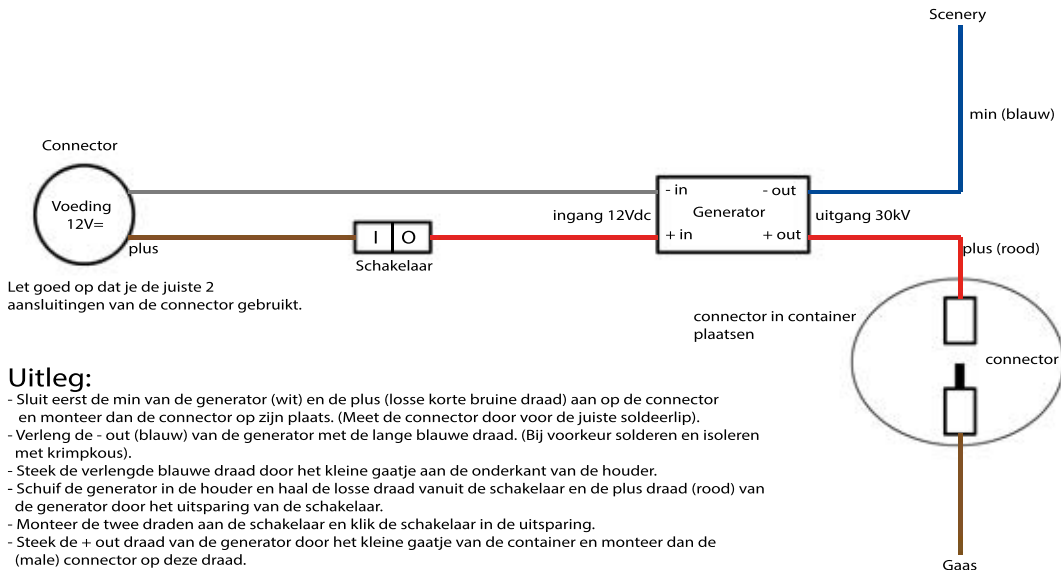 Scenery
min (blauw)
Connector
Voeding
12V=
- in
- out
ingang 12Vdc
Generator
uitgang 30kV
plus
I
O
+ in
+ out
plus (rood)
Schakelaar
Let goed op dat je de juiste 2
aansluitingen van de connector gebruikt.
connector in container
plaatsen
connector
Uitleg:
- Sluit eerst de min van de generator (wit) en de plus (losse korte bruine draad) aan op de connector
en monteer dan de connector op zijn plaats. (Meet de connector door voor de juiste soldeerlip).
- Verleng de - out (blauw) van de generator met de lange blauwe draad. (Bij voorkeur solderen en isoleren
met krimpkous).
- Steek de verlengde blauwe draad door het kleine gaatje aan de onderkant van de houder.
- Schuif de generator in de houder en haal de losse draad vanuit de schakelaar en de plus draad (rood) van
de generator door het uitsparing van de schakelaar.
- Monteer de twee draden aan de schakelaar en klik de schakelaar in de uitsparing.
- Steek de + out draad van de generator door het kleine gaatje van de container en monteer dan de
(male) connector op deze draad.
Gaas